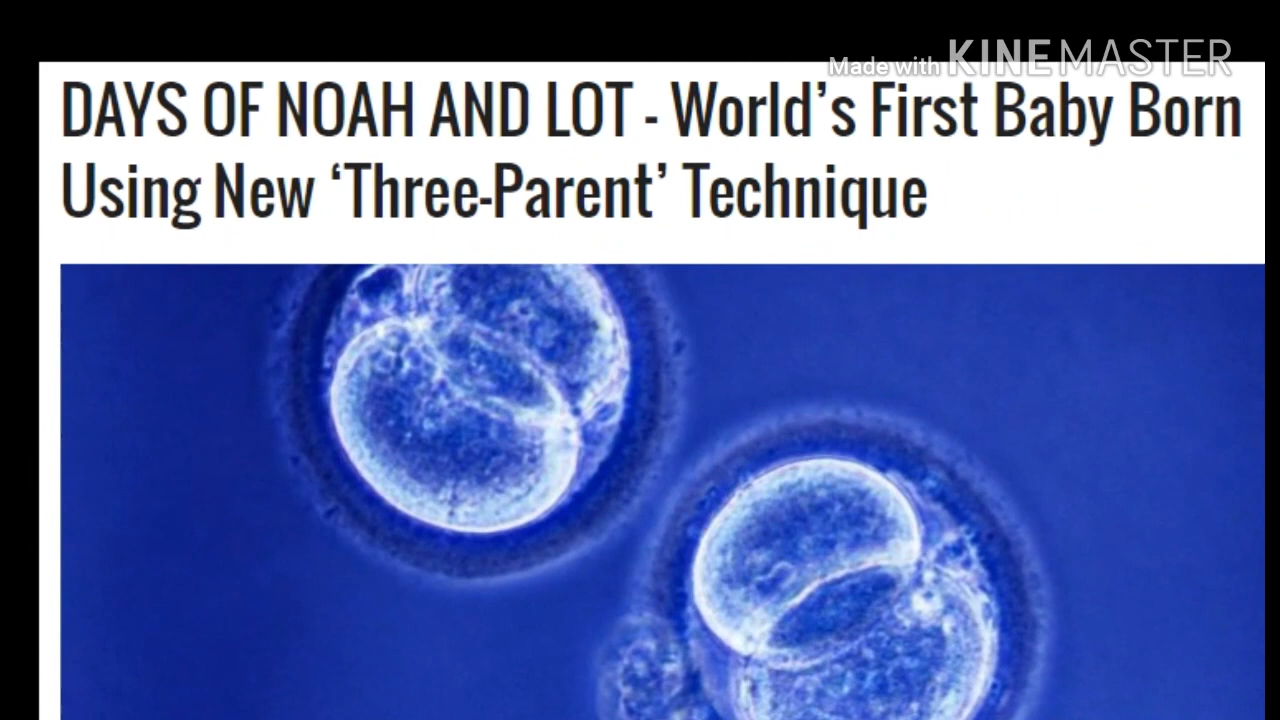 Made with KINEMASTER
DAYS OF NOAH AND LOT - World’s First Baby Born
Using New ‘Three-Parent’ Technique